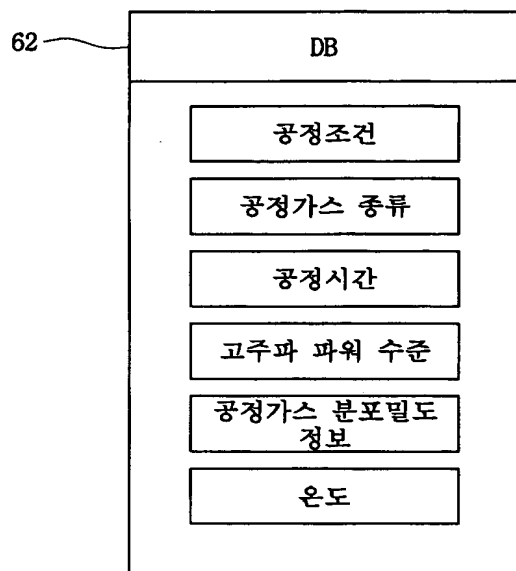 62
DB
공정조건
공정가스 종류
공정시간
고주파 파워 수준
공정가스 분포밀도
정보
온도